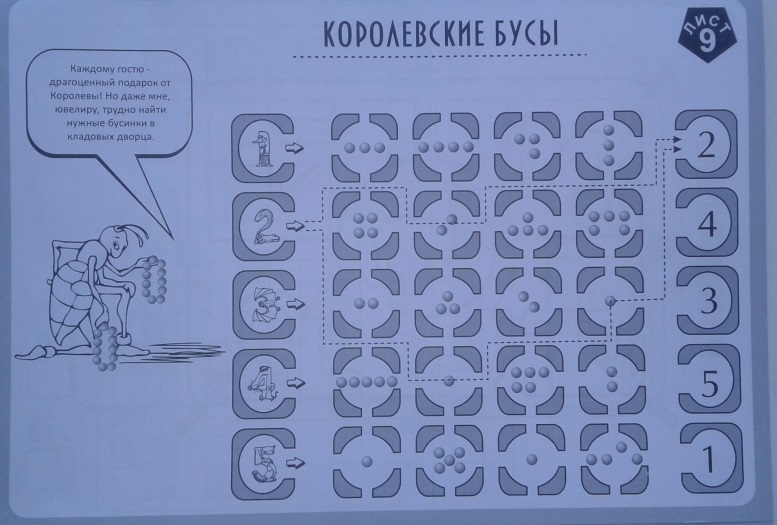 КОРОЛЕВСКИЕ БУСЫ
ЛИСТ
9
Каждому гостю -
драгоценный подарок от
Королевы! Но даже мне,
ювелиру, трудно найти
нужные бусинки в
кладовых дворца.
1
2
2
4
3
3
4
5
5
1